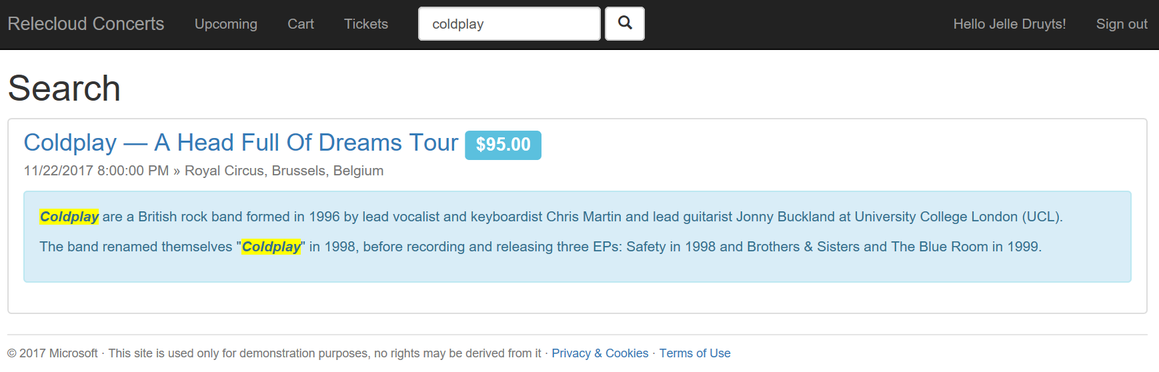 Relecloud Concerts Upcoming Cart Tickets coldplay Hello Jelle Druyts! Sign out
Search
Coldplay — A Head Full Of Dreams Tour $95.00
11/22/2017 8:00:00 PM » Royal Circus, Brussels, Belgium
Coldplay are a British rock band formed in 1996 by lead vocalist and keyboardist Chris Martin and lead guitarist Jonny Buckland at University College London (UCL).
The band renamed themselves "Coldplay" in 1998, before recording and releasing three EPs: Safety in 1998 and Brothers & Sisters and The Blue Room in 1999.
© 2017 Microsoft · This site is used only for demonstration purposes, no rights may be derived from it · Privacy & Cookies · Terms of Use